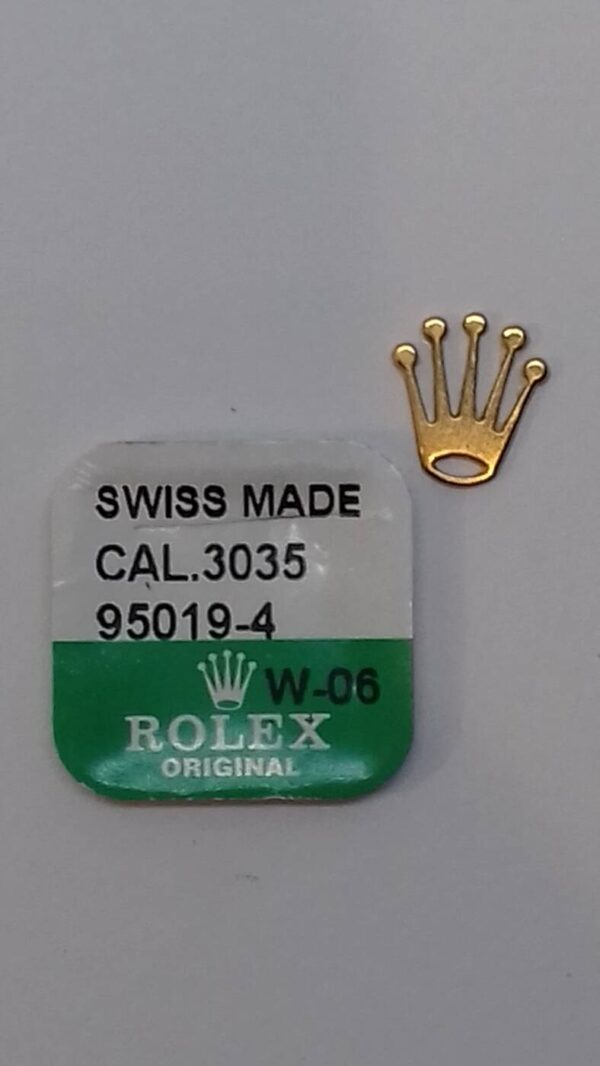 SWISS MADE
CAL.3035
95019-4
W-06
ROLEX
ORIGINAL